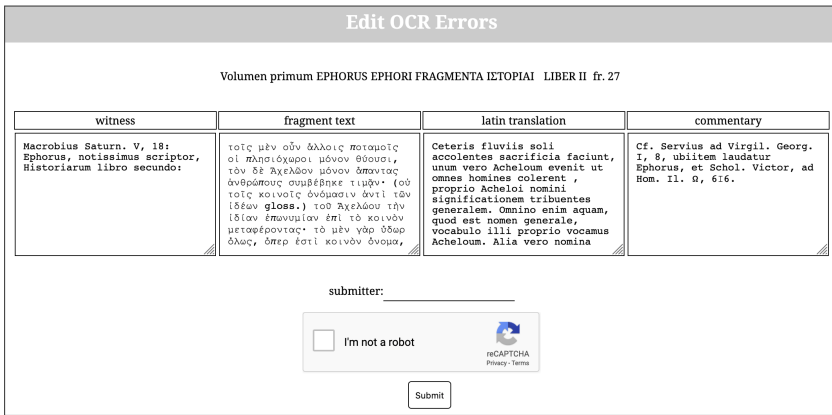 Edit OCR Errors
Volumen primum EPHORUS EPHORI FRAGMENTA ΙΣΤΟΡΙΑΙ LIBER II fr. 27
witness
fragment text
latin translation
commentary
Macrobius Saturn. V, 18:
Ephorus, notissimus scriptor,
Historiarum libro secundo:
τοῖς μὲν οὖν ἄλλοις ποταμοῖς
οἱ πλησιόχωροι μόνον θύουσι,
τὸν δὲ Ἀχελῶον μόνον ἅπαντας
ἀνθρώπους συμβέβηκε τιμᾷν· (οὐ
τοῖς κοινοῖς ὀνόμασιν ἀντὶ τῶν
ἰδέων gloss.) τοῦ Ἀχελώου τὴν
ἰδίαν ἐπωνυμίαν ἐπὶ τὸ κοινὸν
μεταφέροντας· τὸ μὲν γὰρ ὕδωρ
ὅλως, ὅπερ ἐστὶ κοινὸν ὄνομα,
Ceteris fluviis soli
accolentes sacrificia faciunt,
unum vero Acheloum evenit ut
omnes homines colerent ,
proprio Acheloi nomini
significationem tribuentes
generalem. Omnino enim aquam,
quod est nomen generale,
vocabulo illi proprio vocamus
Acheloum. Alia vero nomina
Cf. Servius ad Virgil. Georg.
I, 8, ubiitem laudatur
Ephorus, et Schol. Victor, ad
Hom. Il. Ω, 6I6.
submitter:
I'm not a robot
reCAPTCHA
Privacy - Terms
Submit